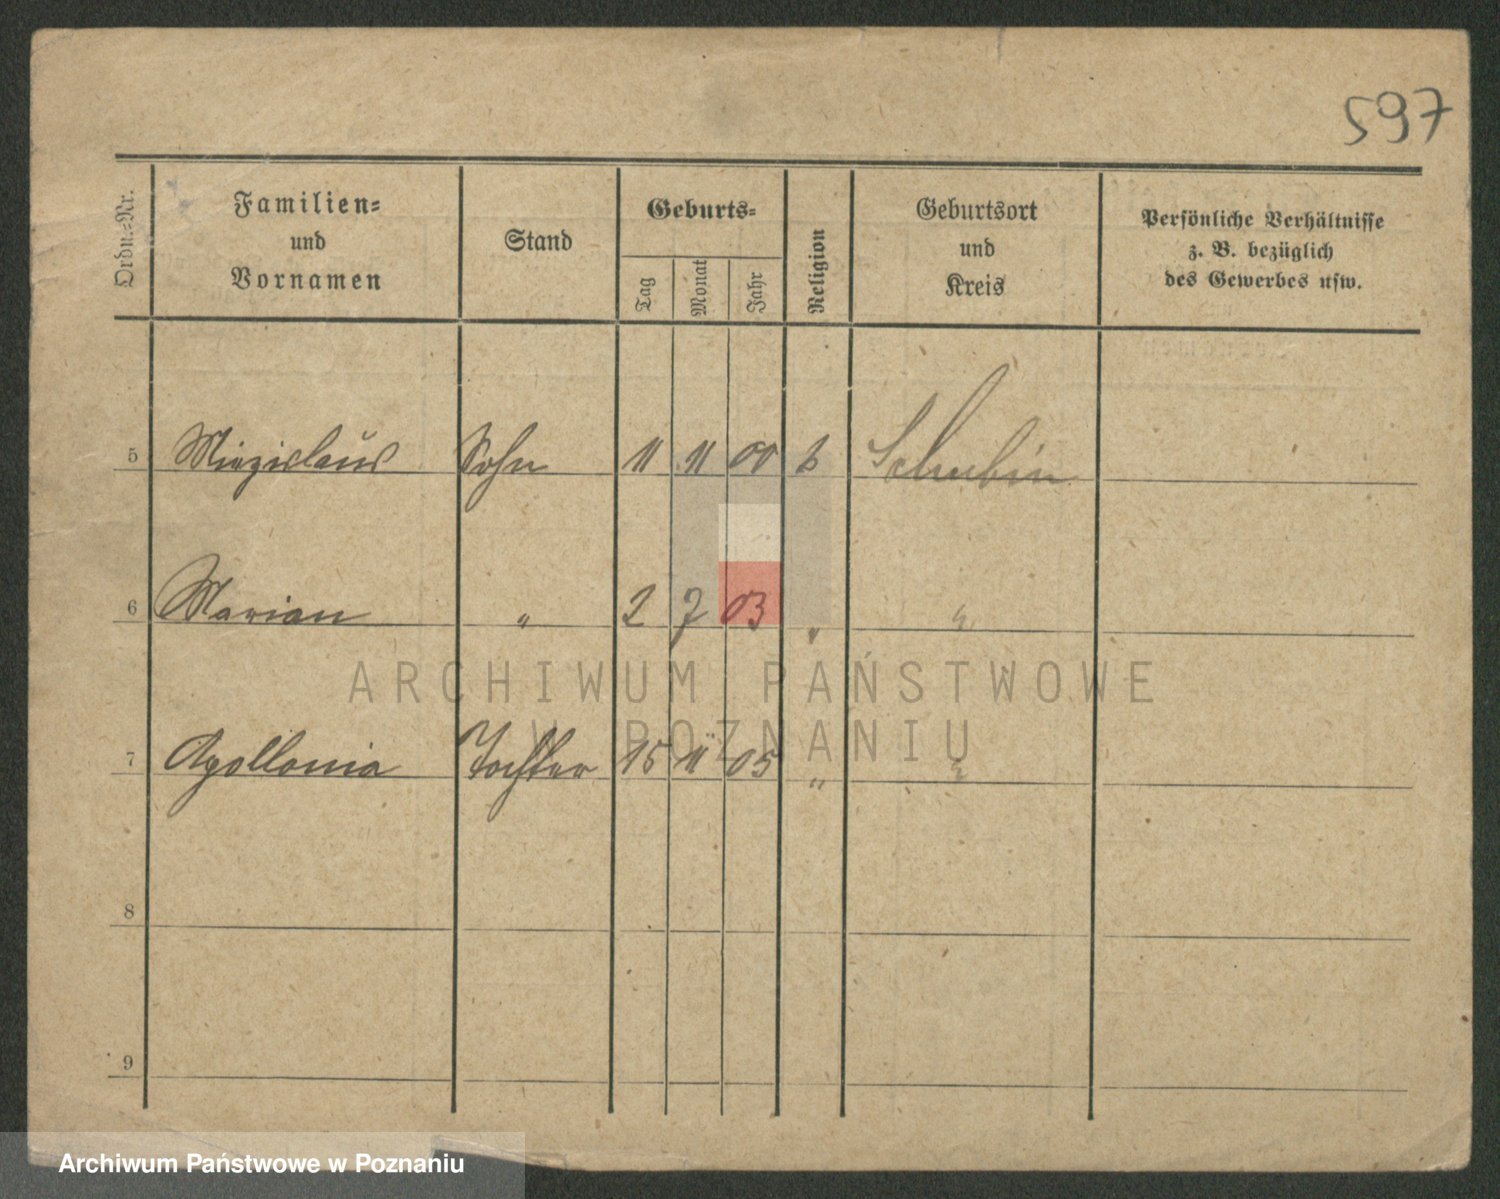 597
Ordn.-Nr.
Familien-
und
Vornamen
Stand
Geburts-
Tag
Monat
Jahr
Religion
Geburtsort
und
Kreis
Persönliche Verhältnisse
z. B. bezüglich
des Gewerbes usw.
5 Miezislaus Sohn 11 11 00 k Schubin
6 Marian " 2 7 03 " "
ARCHIWUM PAŃSTWOWE
W POZNANIU
7 Apollonia Tochter 15 11 05 " "
8
9
Archiwum Państwowe w Poznaniu